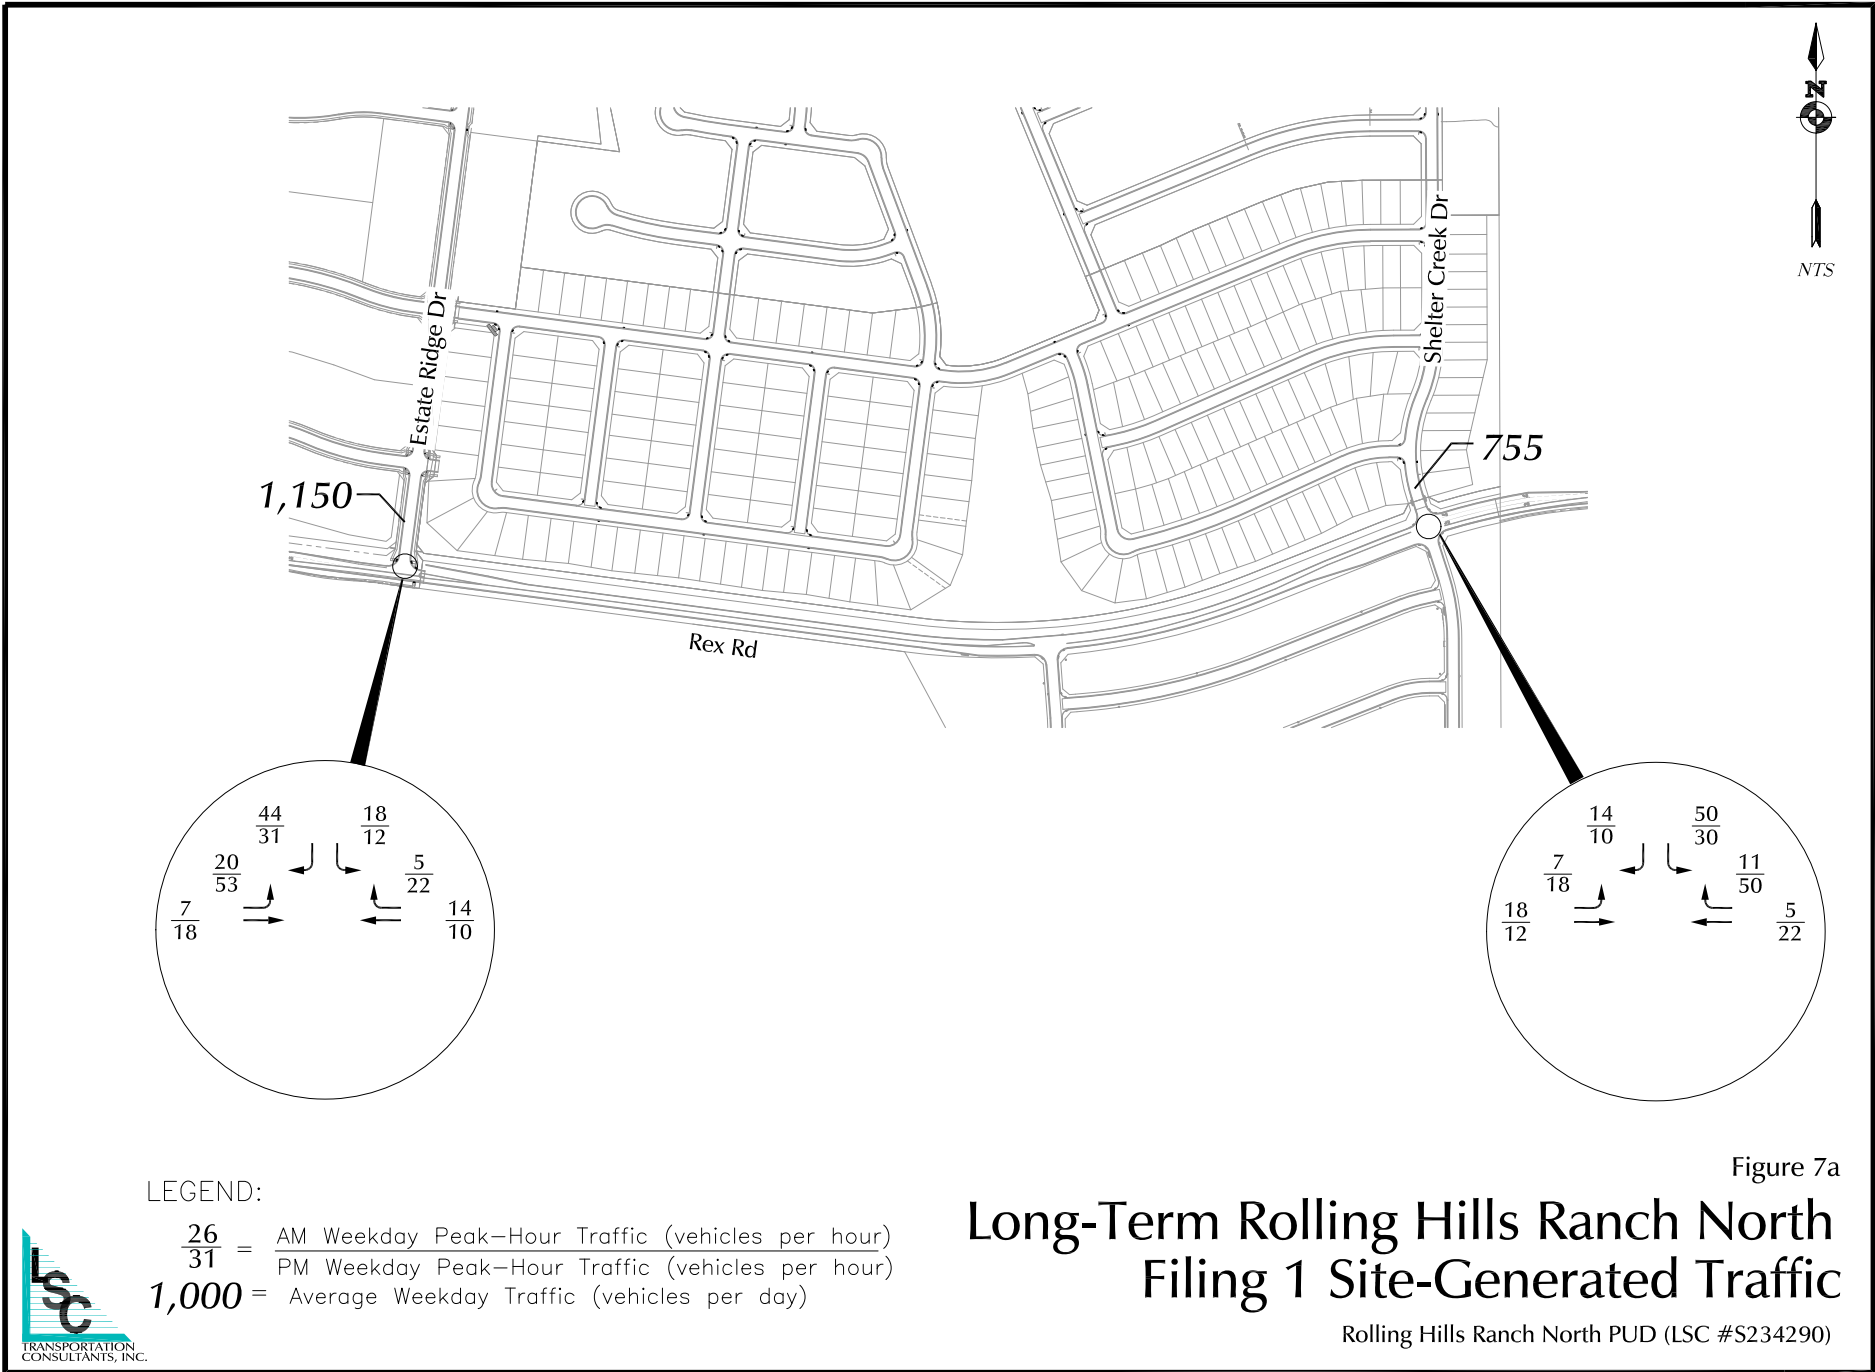 N
NTS
Estate Ridge Dr
Shelter Creek Dr
755
1,150
Rex Rd
44
31
18
12
20
53
5
22
7
18
14
10
14
10
50
30
7
18
11
50
18
12
5
22
Figure 7a
LEGEND:
26
31
= AM Weekday Peak-Hour Traffic (vehicles per hour)
PM Weekday Peak-Hour Traffic (vehicles per hour)
1,000 = Average Weekday Traffic (vehicles per day)
Long-Term Rolling Hills Ranch North
Filing 1 Site-Generated Traffic
Rolling Hills Ranch North PUD (LSC #S234290)
LSC
TRANSPORTATION
CONSULTANTS, INC.